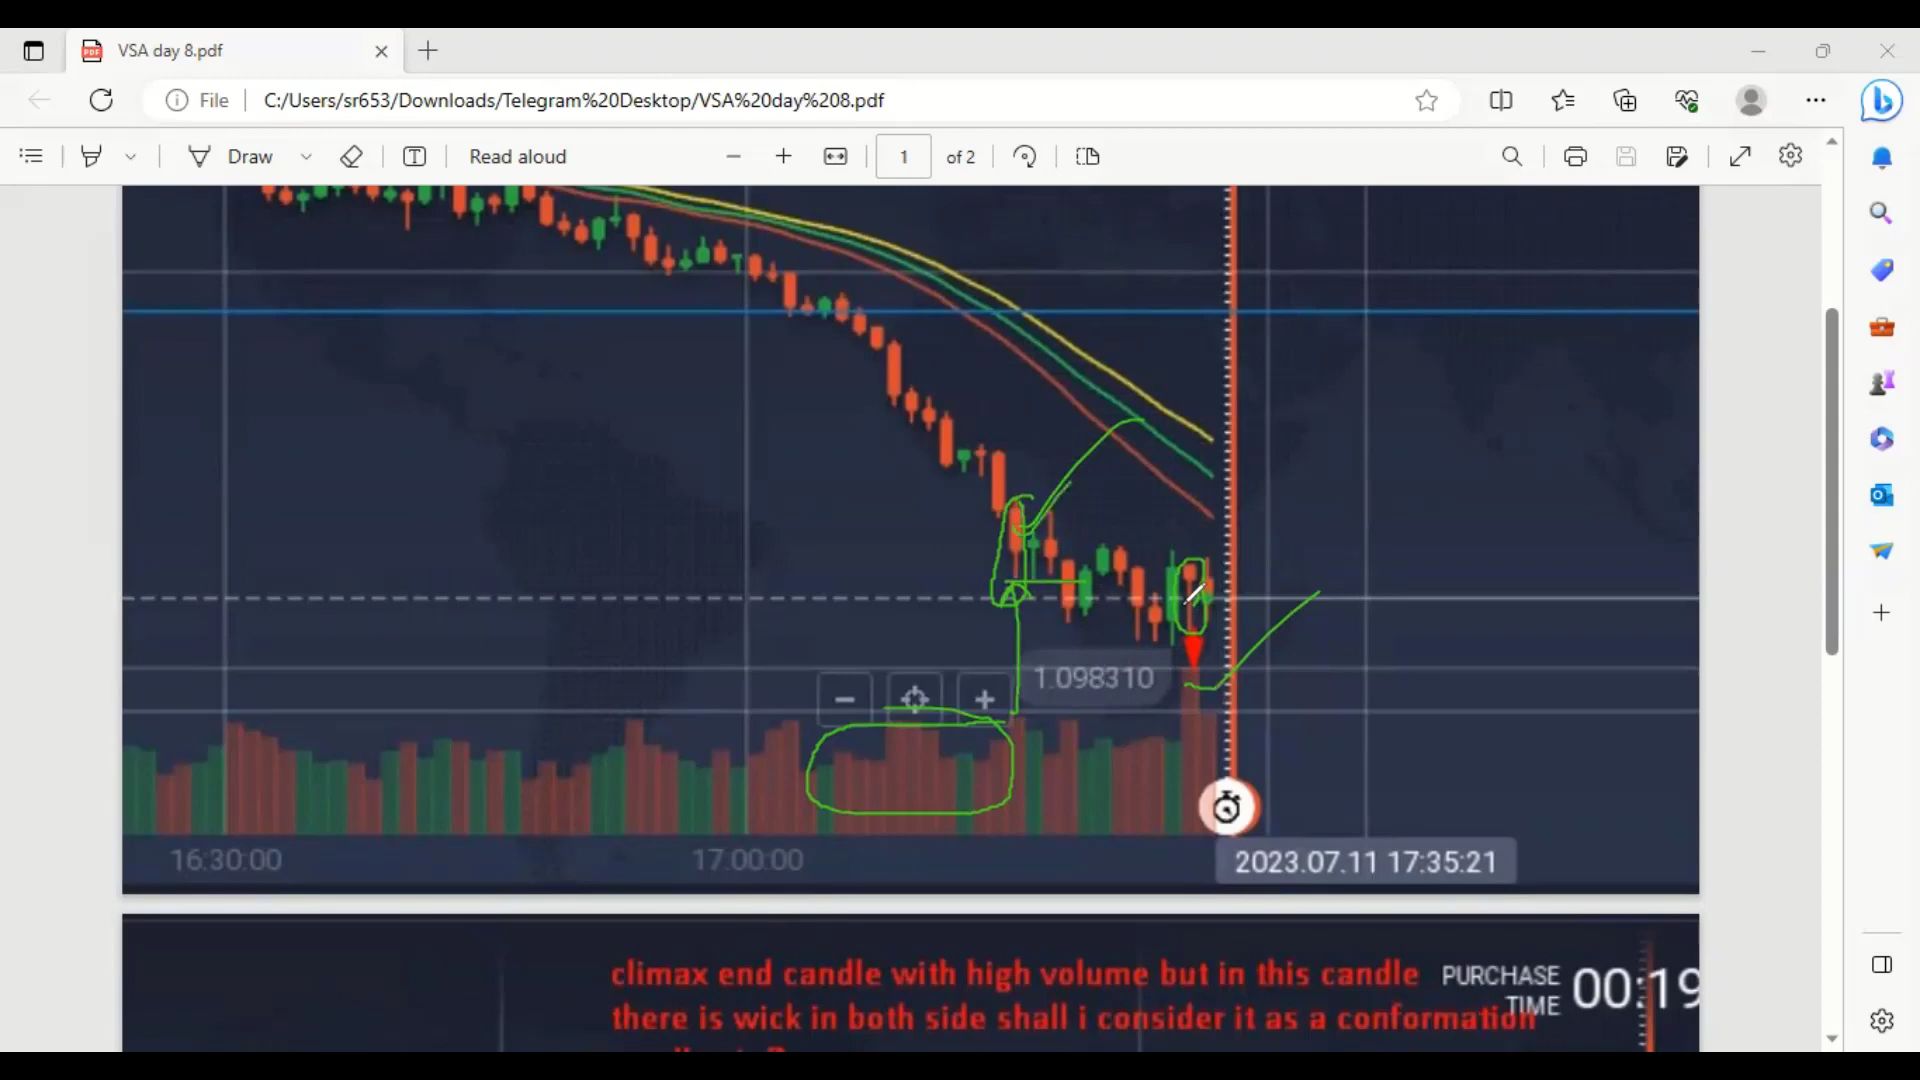 VSA day 8.pdf
File
C:/Users/sr653/Downloads/Telegram%20Desktop/VSA%20day%208.pdf
Draw
Read aloud
1
of 2
1.098310
16:30:00
17:00:00
2023.07.11 17:35:21
climax end candle with high volume but in this candle
PURCHASE
TIME
00:19
there is wick in both side shall i consider it as a conformation